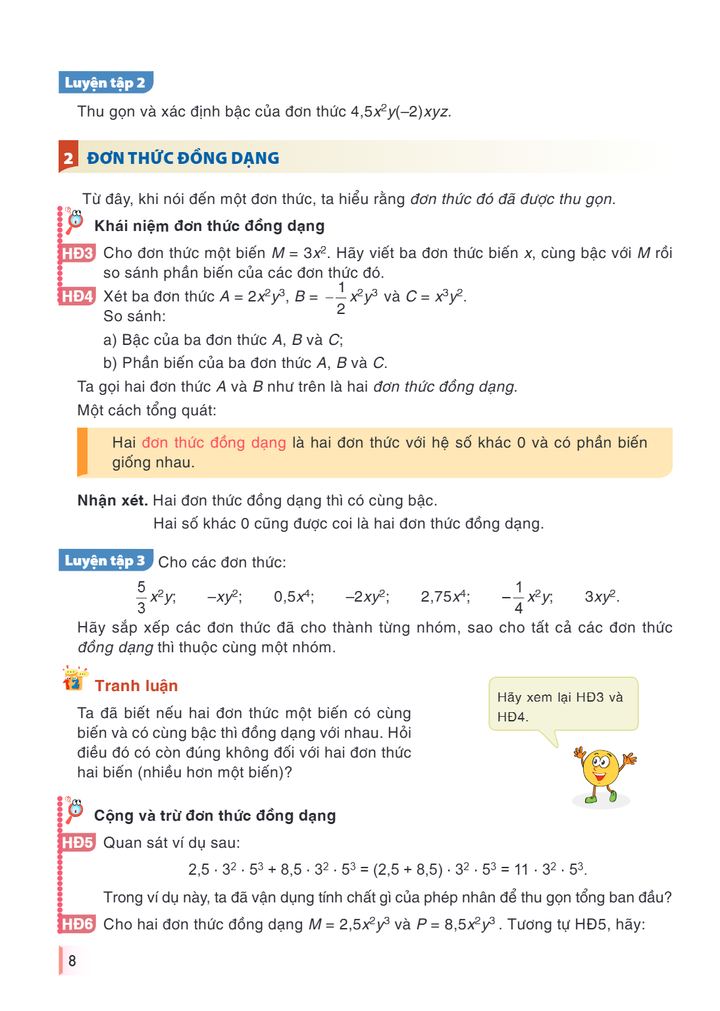 Luyện tập 2
Thu gọn và xác định bậc của đơn thức 4,5x²y(–2)xyz.
2 ĐƠN THỨC ĐỒNG DẠNG
Từ đây, khi nói đến một đơn thức, ta hiểu rằng đơn thức đó đã được thu gọn.
Khái niệm đơn thức đồng dạng
HĐ3 Cho đơn thức một biến M = 3x². Hãy viết ba đơn thức biến x, cùng bậc với M rồi
so sánh phần biến của các đơn thức đó.
HĐ4 Xét ba đơn thức A = 2x²y³, B = −1/2 x²y³ và C = x³y².
So sánh:
a) Bậc của ba đơn thức A, B và C;
b) Phần biến của ba đơn thức A, B và C.
Ta gọi hai đơn thức A và B như trên là hai đơn thức đồng dạng.
Một cách tổng quát:
Hai đơn thức đồng dạng là hai đơn thức với hệ số khác 0 và có phần biến
giống nhau.
Nhận xét. Hai đơn thức đồng dạng thì có cùng bậc.
Hai số khác 0 cũng được coi là hai đơn thức đồng dạng.
Luyện tập 3 Cho các đơn thức:
5/3 x²y; –xy²; 0,5x⁴; –2xy²; 2,75x⁴; –1/4 x²y; 3xy².
Hãy sắp xếp các đơn thức đã cho thành từng nhóm, sao cho tất cả các đơn thức
đồng dạng thì thuộc cùng một nhóm.
Tranh luận
Ta đã biết nếu hai đơn thức một biến có cùng
biến và có cùng bậc thì đồng dạng với nhau. Hỏi
điều đó có còn đúng không đối với hai đơn thức
hai biến (nhiều hơn một biến)?
Hãy xem lại HĐ3 và
HĐ4.
Cộng và trừ đơn thức đồng dạng
HĐ5 Quan sát ví dụ sau:
2,5 · 3² · 5³ + 8,5 · 3² · 5³ = (2,5 + 8,5) · 3² · 5³ = 11 · 3² · 5³.
Trong ví dụ này, ta đã vận dụng tính chất gì của phép nhân để thu gọn tổng ban đầu?
HĐ6 Cho hai đơn thức đồng dạng M = 2,5x²y³ và P = 8,5x²y³ . Tương tự HĐ5, hãy:
8